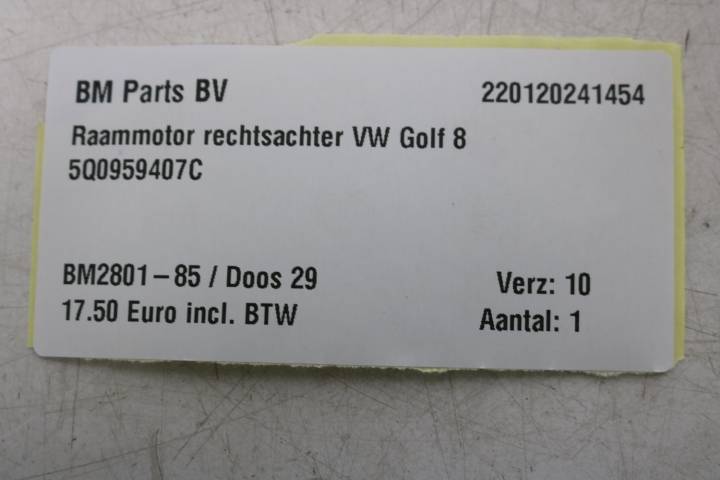 BM Parts BV 220120241454
Raammotor rechtsachter VW Golf 8
5Q0959407C
BM2801-85 / Doos 29 Verz: 10
17.50 Euro incl. BTW Aantal: 1